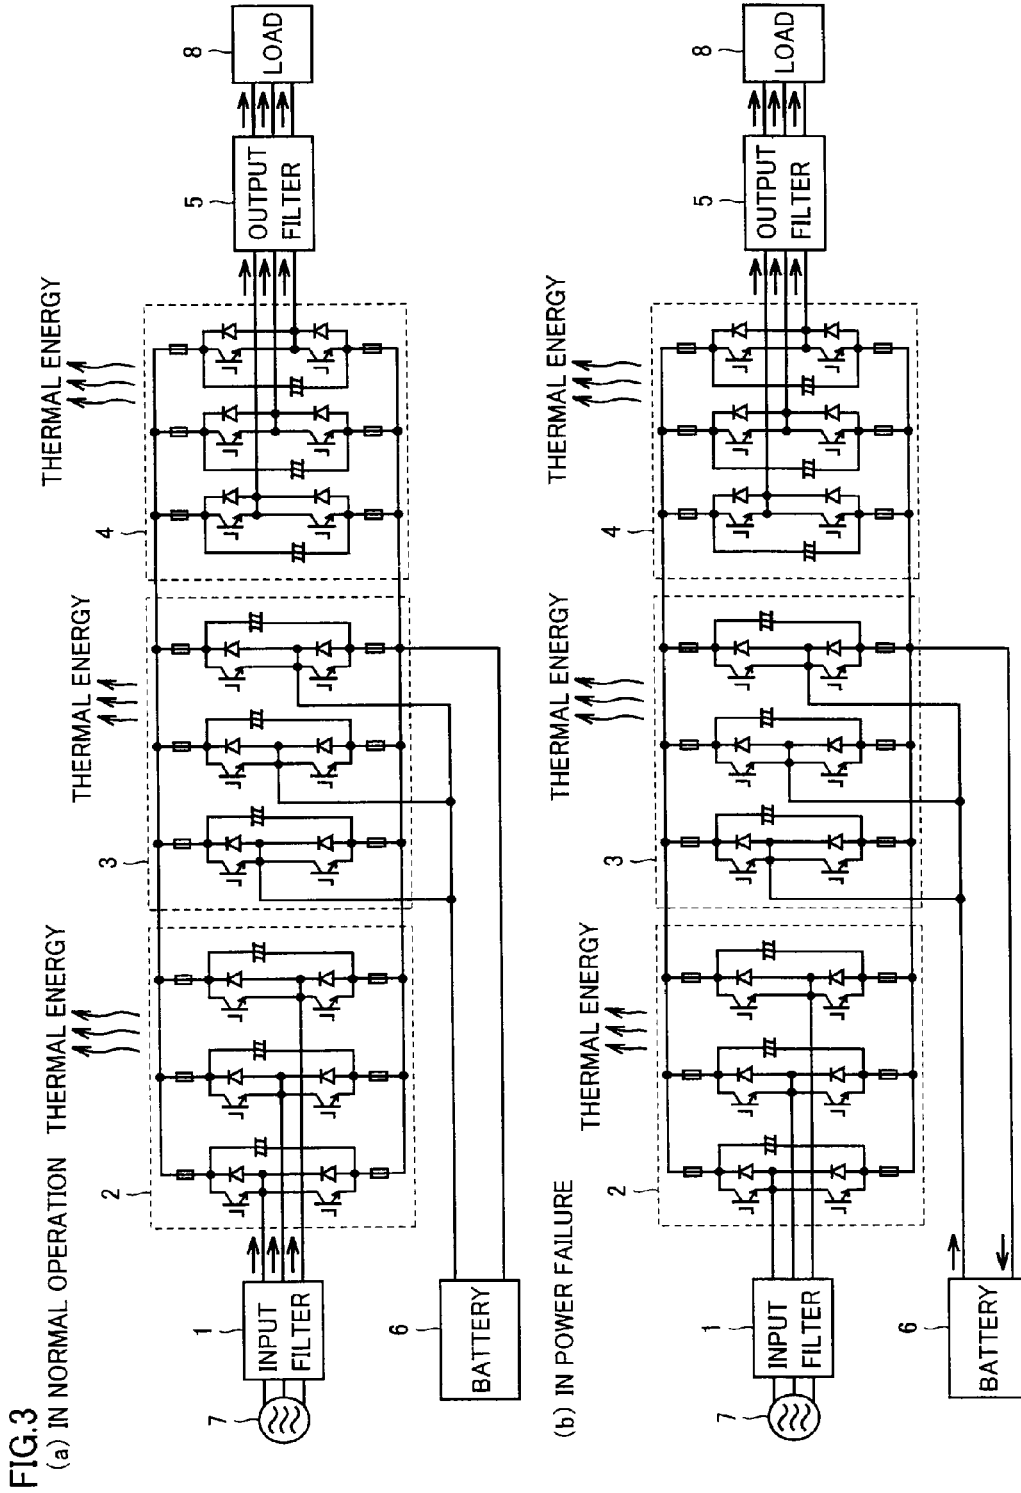 FIG.3
(a) IN NORMAL OPERATION
THERMAL ENERGY
THERMAL ENERGY
THERMAL ENERGY
2
3
4
7
1
INPUT
FILTER
5
OUTPUT
FILTER
8
LOAD
6
BATTERY
(b) IN POWER FAILURE
THERMAL ENERGY
THERMAL ENERGY
THERMAL ENERGY
2
3
4
7
1
INPUT
FILTER
5
OUTPUT
FILTER
8
LOAD
6
BATTERY